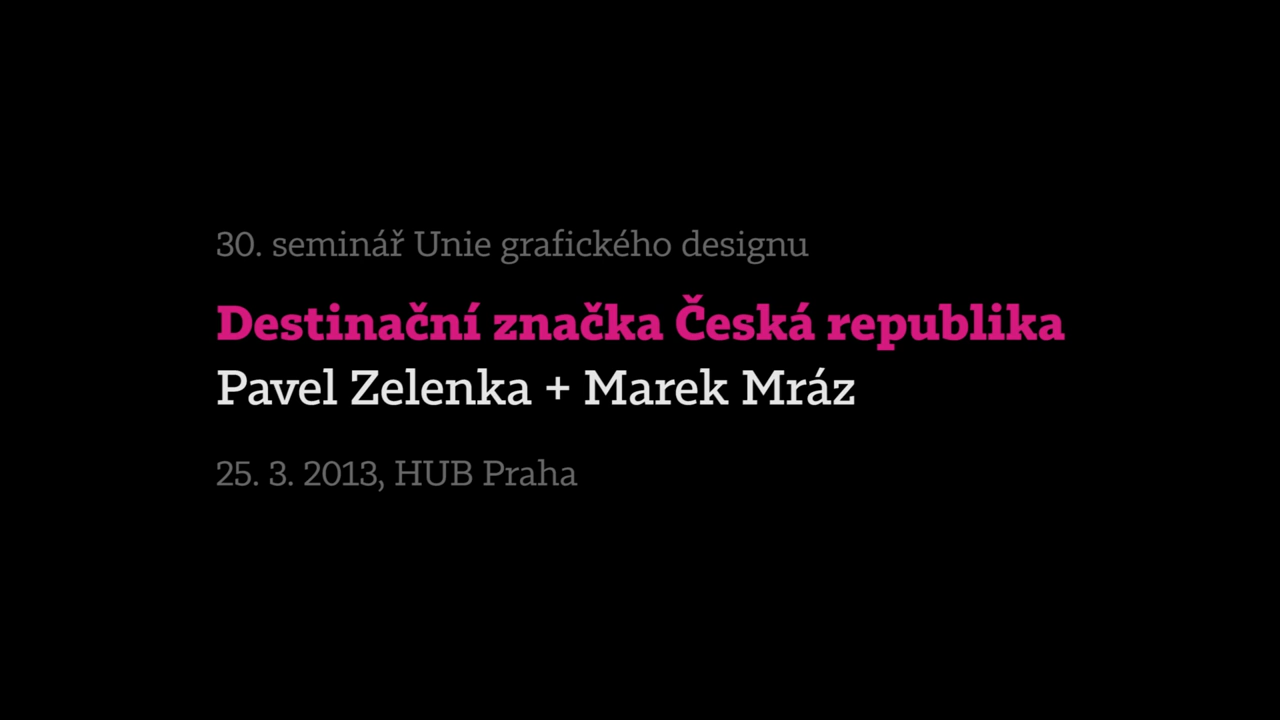 30. seminář Unie grafického designu
Destinační značka Česká republika
Pavel Zelenka + Marek Mráz
25. 3. 2013, HUB Praha